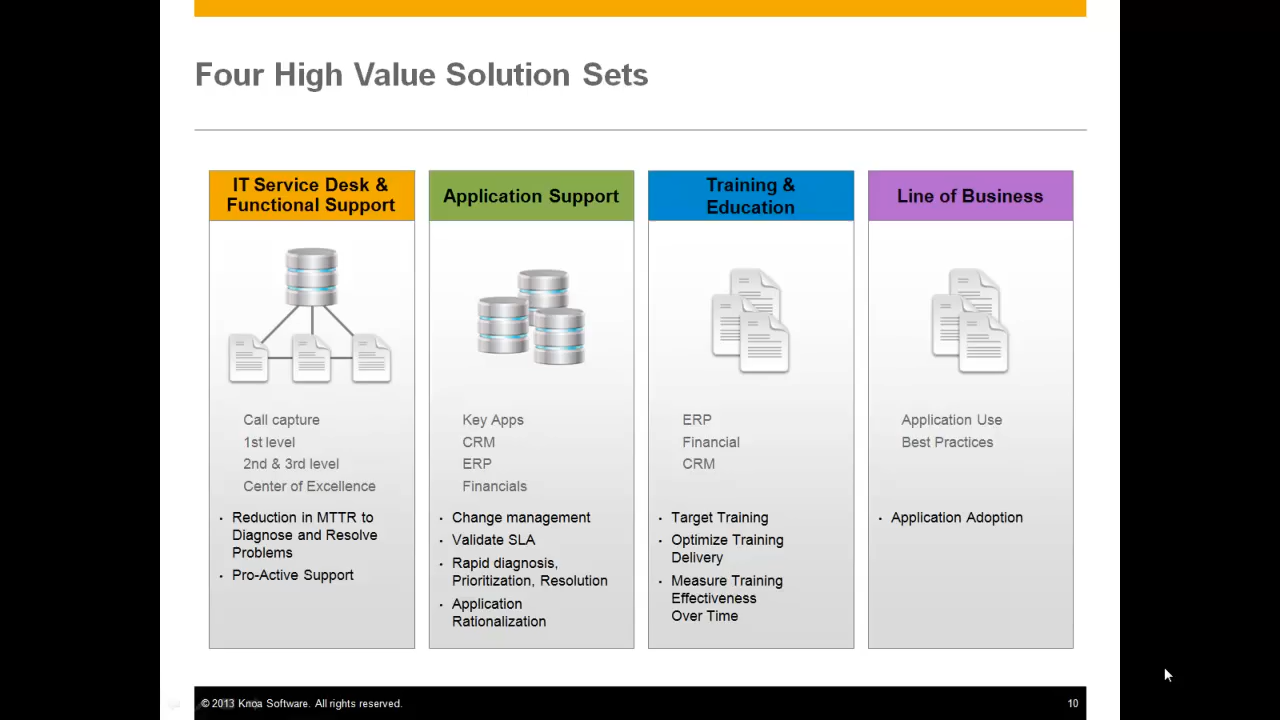 Four High Value Solution Sets
IT Service Desk &
Functional Support
Call capture
1st level
2nd & 3rd level
Center of Excellence
· Reduction in MTTR to
Diagnose and Resolve
Problems
· Pro-Active Support
Application Support
Key Apps
CRM
ERP
Financials
· Change management
· Validate SLA
· Rapid diagnosis,
Prioritization, Resolution
· Application
Rationalization
Training &
Education
ERP
Financial
CRM
· Target Training
· Optimize Training
Delivery
· Measure Training
Effectiveness
Over Time
Line of Business
Application Use
Best Practices
· Application Adoption
© 2013 Knoa Software. All rights reserved.
10